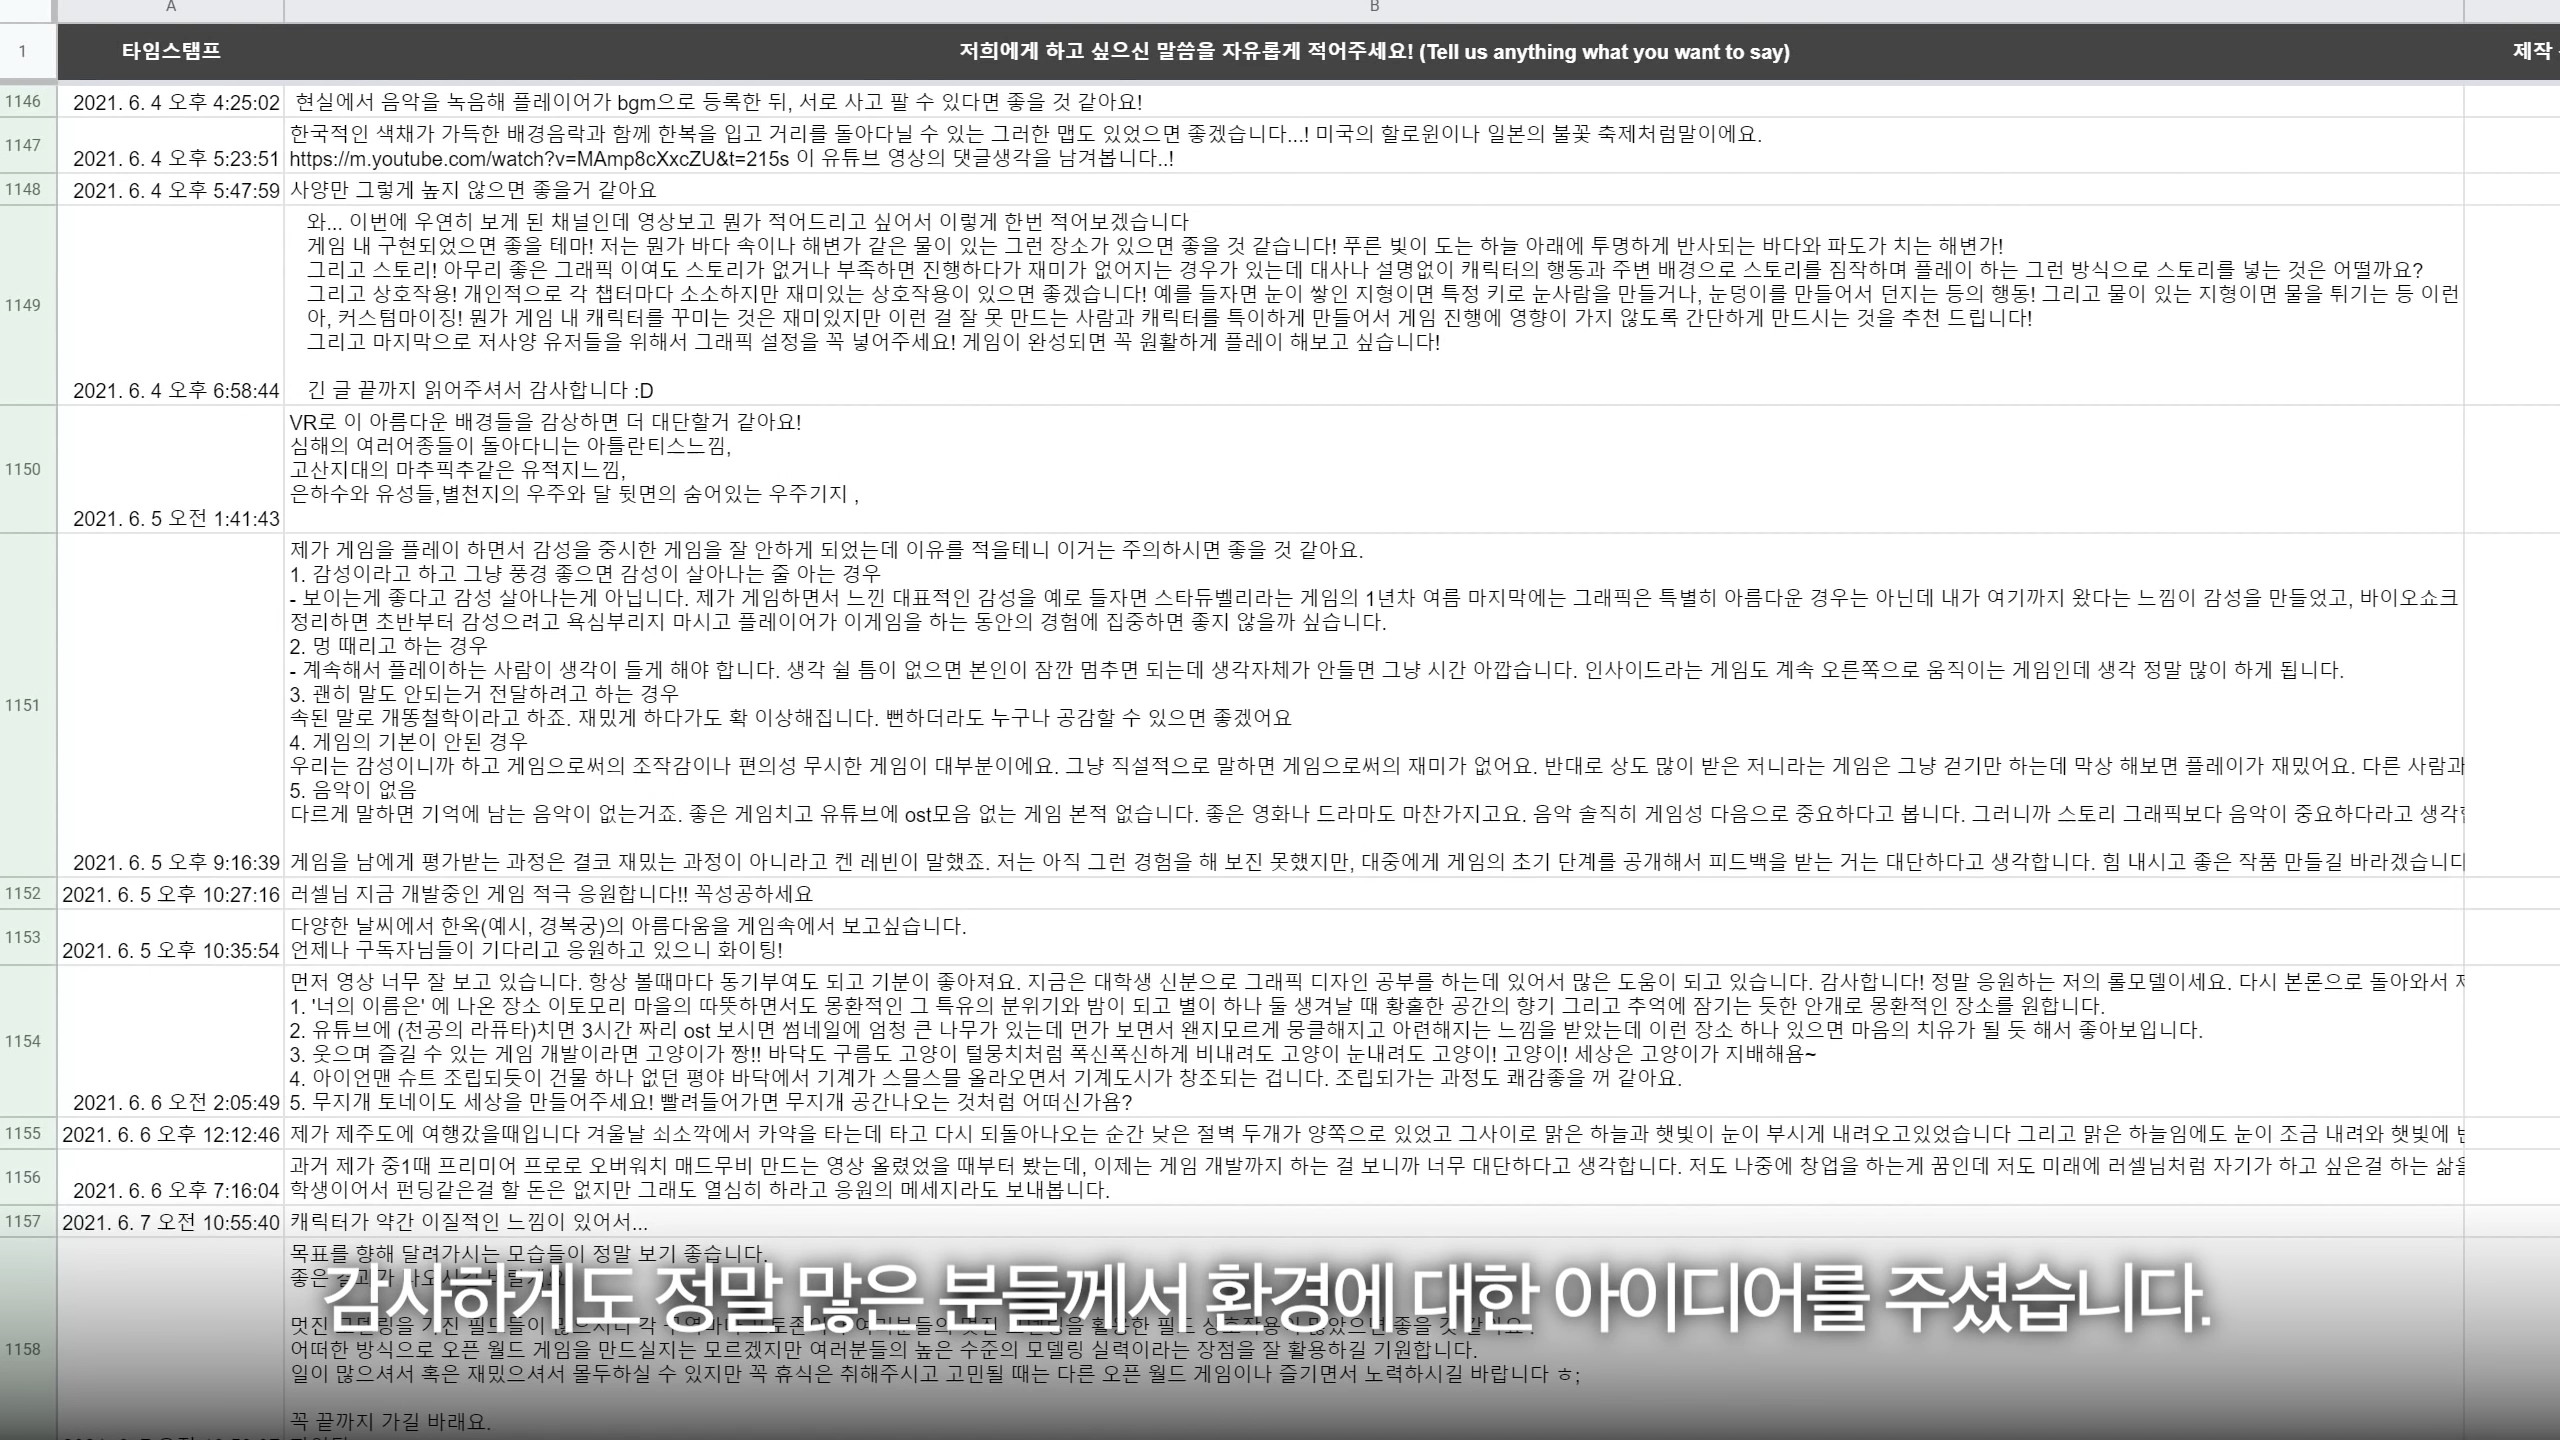 A
B
1
타임스탬프
저희에게 하고 싶으신 말씀을 자유롭게 적어주세요! (Tell us anything what you want to say)
제작
1146
2021. 6. 4 오후 4:25:02
현실에서 음악을 녹음해 플레이어가 bgm으로 등록한 뒤, 서로 사고 팔 수 있다면 좋을 것 같아요!
1147
한국적인 색채가 가득한 배경음락과 함께 한복을 입고 거리를 돌아다닐 수 있는 그러한 맵도 있었으면 좋겠습니다...! 미국의 할로윈이나 일본의 불꽃 축제처럼말이에요.
2021. 6. 4 오후 5:23:51
https://m.youtube.com/watch?v=MAmp8cXxcZU&t=215s 이 유튜브 영상의 댓글생각을 남겨봅니다..!
1148
2021. 6. 4 오후 5:47:59
사양만 그렇게 높지 않으면 좋을거 같아요
1149
와... 이번에 우연히 보게 된 채널인데 영상보고 뭔가 적어드리고 싶어서 이렇게 한번 적어보겠습니다
게임 내 구현되었으면 좋을 테마! 저는 뭔가 바다 속이나 해변가 같은 물이 있는 그런 장소가 있으면 좋을 것 같습니다! 푸른 빛이 도는 하늘 아래에 투명하게 반사되는 바다와 파도가 치는 해변가!
그리고 스토리! 아무리 좋은 그래픽 이여도 스토리가 없거나 부족하면 진행하다가 재미가 없어지는 경우가 있는데 대사나 설명없이 캐릭터의 행동과 주변 배경으로 스토리를 짐작하며 플레이 하는 그런 방식으로 스토리를 넣는 것은 어떨까요?
그리고 상호작용! 개인적으로 각 챕터마다 소소하지만 재미있는 상호작용이 있으면 좋겠습니다! 예를 들자면 눈이 쌓인 지형이면 특정 키로 눈사람을 만들거나, 눈덩이를 만들어서 던지는 등의 행동! 그리고 물이 있는 지형이면 물을 튀기는 등 이런
아, 커스텀마이징! 뭔가 게임 내 캐릭터를 꾸미는 것은 재미있지만 이런 걸 잘 못 만드는 사람과 캐릭터를 특이하게 만들어서 게임 진행에 영향이 가지 않도록 간단하게 만드시는 것을 추천 드립니다!
그리고 마지막으로 저사양 유저들을 위해서 그래픽 설정을 꼭 넣어주세요! 게임이 완성되면 꼭 원활하게 플레이 해보고 싶습니다!
2021. 6. 4 오후 6:58:44
긴 글 끝까지 읽어주셔서 감사합니다 :D
1150
VR로 이 아름다운 배경들을 감상하면 더 대단할거 같아요!
심해의 여러어종들이 돌아다니는 아틀란티스느낌,
고산지대의 마추픽추같은 유적지느낌,
은하수와 유성들,별천지의 우주와 달 뒷면의 숨어있는 우주기지 ,
2021. 6. 5 오전 1:41:43
1151
제가 게임을 플레이 하면서 감성을 중시한 게임을 잘 안하게 되었는데 이유를 적을테니 이거는 주의하시면 좋을 것 같아요.
1. 감성이라고 하고 그냥 풍경 좋으면 감성이 살아나는 줄 아는 경우
- 보이는게 좋다고 감성 살아나는게 아닙니다. 제가 게임하면서 느낀 대표적인 감성을 예로 들자면 스타듀벨리라는 게임의 1년차 여름 마지막에는 그래픽은 특별히 아름다운 경우는 아닌데 내가 여기까지 왔다는 느낌이 감성을 만들었고, 바이오쇼크
정리하면 초반부터 감성으려고 욕심부리지 마시고 플레이어가 이게임을 하는 동안의 경험에 집중하면 좋지 않을까 싶습니다.
2. 멍 때리고 하는 경우
- 계속해서 플레이하는 사람이 생각이 들게 해야 합니다. 생각 쉴 틈이 없으면 본인이 잠깐 멈추면 되는데 생각자체가 안들면 그냥 시간 아깝습니다. 인사이드라는 게임도 계속 오른쪽으로 움직이는 게임인데 생각 정말 많이 하게 됩니다.
3. 괜히 말도 안되는거 전달하려고 하는 경우
속된 말로 개똥철학이라고 하죠. 재밌게 하다가도 확 이상해집니다. 뻔하더라도 누구나 공감할 수 있으면 좋겠어요
4. 게임의 기본이 안된 경우
우리는 감성이니까 하고 게임으로써의 조작감이나 편의성 무시한 게임이 대부분이에요. 그냥 직설적으로 말하면 게임으로써의 재미가 없어요. 반대로 상도 많이 받은 저니라는 게임은 그냥 걷기만 하는데 막상 해보면 플레이가 재밌어요. 다른 사람과
5. 음악이 없음
다르게 말하면 기억에 남는 음악이 없는거죠. 좋은 게임치고 유튜브에 ost모음 없는 게임 본적 없습니다. 좋은 영화나 드라마도 마찬가지고요. 음악 솔직히 게임성 다음으로 중요하다고 봅니다. 그러니까 스토리 그래픽보다 음악이 중요하다라고
2021. 6. 5 오후 9:16:39
게임을 남에게 평가받는 과정은 결코 재밌는 과정이 아니라고 켄 레빈이 말했죠. 저는 아직 그런 경험을 해 보진 못했지만, 대중에게 게임의 초기 단계를 공개해서 피드백을 받는 거는 대단하다고 생각합니다. 힘 내시고 좋은 작품 만들길 바라겠습니다
1152
2021. 6. 5 오후 10:27:16
러셀님 지금 개발중인 게임 적극 응원합니다!! 꼭성공하세요
1153
다양한 날씨에서 한옥(예시, 경복궁)의 아름다움을 게임속에서 보고싶습니다.
2021. 6. 5 오후 10:35:54
언제나 구독자님들이 기다리고 응원하고 있으니 화이팅!
1154
먼저 영상 너무 잘 보고 있습니다. 항상 볼때마다 동기부여도 되고 기분이 좋아져요. 지금은 대학생 신분으로 그래픽 디자인 공부를 하는데 있어서 많은 도움이 되고 있습니다. 감사합니다! 정말 응원하는 저의 롤모델이세요. 다시 본론으로 돌아와서
1. '너의 이름은' 에 나온 장소 이토모리 마을의 따뜻하면서도 몽환적인 그 특유의 분위기와 밤이 되고 별이 하나 둘 생겨날 때 황홀한 공간의 향기 그리고 추억에 잠기는 듯한 안개로 몽환적인 장소를 원합니다.
2. 유튜브에 (천공의 라퓨타)치면 3시간 짜리 ost 보시면 썸네일에 엄청 큰 나무가 있는데 먼가 보면서 왠지모르게 뭉클해지고 아련해지는 느낌을 받았는데 이런 장소 하나 있으면 마음의 치유가 될 듯 해서 좋아보입니다.
3. 웃으며 즐길 수 있는 게임 개발이라면 고양이가 짱!! 바닥도 구름도 고양이 털뭉치처럼 폭신폭신하게 비내려도 고양이 눈내려도 고양이! 고양이! 세상은 고양이가 지배해욤~
4. 아이언맨 슈트 조립되듯이 건물 하나 없던 평야 바닥에서 기계가 스믈스믈 올라오면서 기계도시가 창조되는 겁니다. 조립되가는 과정도 쾌감좋을 꺼 같아요.
2021. 6. 6 오전 2:05:49
5. 무지개 토네이도 세상을 만들어주세요! 빨려들어가면 무지개 공간나오는 것처럼 어떠신가욤?
1155
2021. 6. 6 오후 12:12:46
제가 제주도에 여행갔을때입니다 겨울날 쇠소깍에서 카약을 타는데 타고 다시 되돌아나오는 순간 낮은 절벽 두개가 양쪽으로 있었고 그사이로 맑은 하늘과 햇빛이 눈이 부시게 내려오고있었습니다 그리고 맑은 하늘임에도 눈이 조금 내려와 햇빛에
1156
과거 제가 중1때 프리미어 프로로 오버워치 매드무비 만드는 영상 올렸었을 때부터 봤는데, 이제는 게임 개발까지 하는 걸 보니까 너무 대단하다고 생각합니다. 저도 나중에 창업을 하는게 꿈인데 저도 미래에 러셀님처럼 자기가 하고 싶은걸 하는
2021. 6. 6 오후 7:16:04
학생이어서 펀딩같은걸 할 돈은 없지만 그래도 열심히 하라고 응원의 메세지라도 보내봅니다.
1157
2021. 6. 7 오전 10:55:40
캐릭터가 약간 이질적인 느낌이 있어서...
1158
목표를 향해 달려가시는 모습들이 정말 보기 좋습니다.
좋은
감사하게도 정말 많은 분들께서 환경에 대한 아이디어를 주셨습니다.
멋진
어떠한 방식으로 오픈 월드 게임을 만드실지는 모르겠지만 여러분들의 높은 수준의 모델링 실력이라는 장점을 잘 활용하길 기원합니다.
일이 많으셔서 혹은 재밌으셔서 몰두하실 수 있지만 꼭 휴식은 취해주시고 고민될 때는 다른 오픈 월드 게임이나 즐기면서 노력하시길 바랍니다 ㅎ;
꼭 끝까지 가길 바래요.